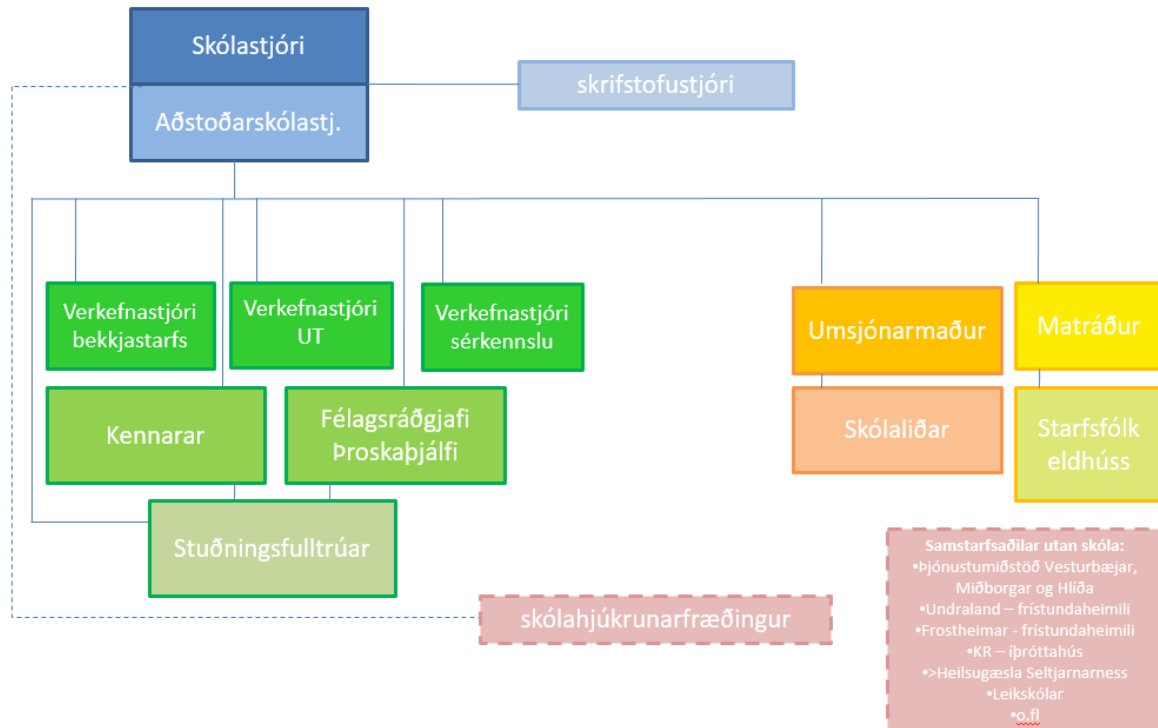 Skólastjóri
skrifstofustjóri
Aðstoðarskólastj.
Verkefnastjóri
bekkjastarfs
Verkefnastjóri
UT
Verkefnastjóri
sérkennslu
Umsjónarmaður
Matráður
Kennarar
Félagsráðgjafi
Þroskaþjálfi
Skólaliðar
Starfsfólk
eldhúss
Stuðningsfulltrúar
skólahjúkrunarfræðingur
Samstarfsaðilar utan skóla:
•Þjónustumiðstöð Vesturbæjar,
Miðborgar og Hlíða
•Undraland – frístundaheimili
•Frostheimar - frístundaheimili
•KR – íþróttahús
•>Heilsugæsla Seltjarnarness
•Leikskólar
•o.fl